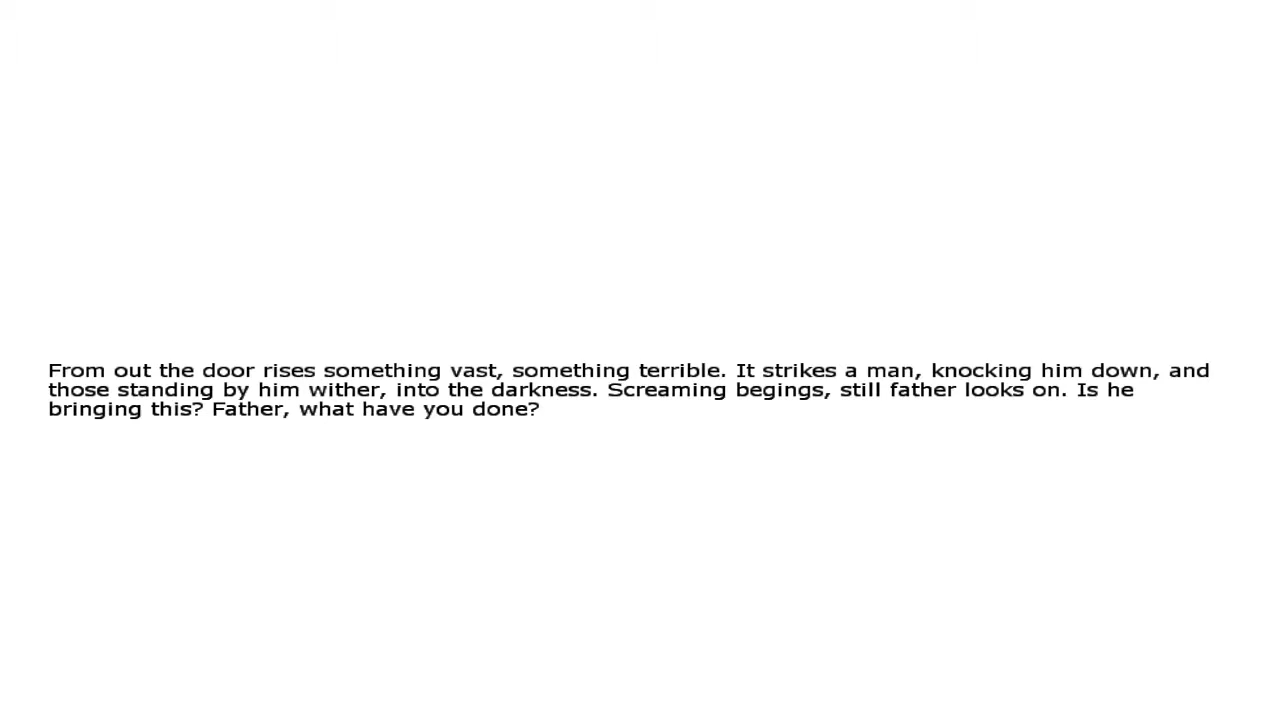 From out the door rises something vast, something terrible. It strikes a man, knocking him down, and
those standing by him wither, into the darkness. Screaming begings, still father looks on. Is he
bringing this? Father, what have you done?